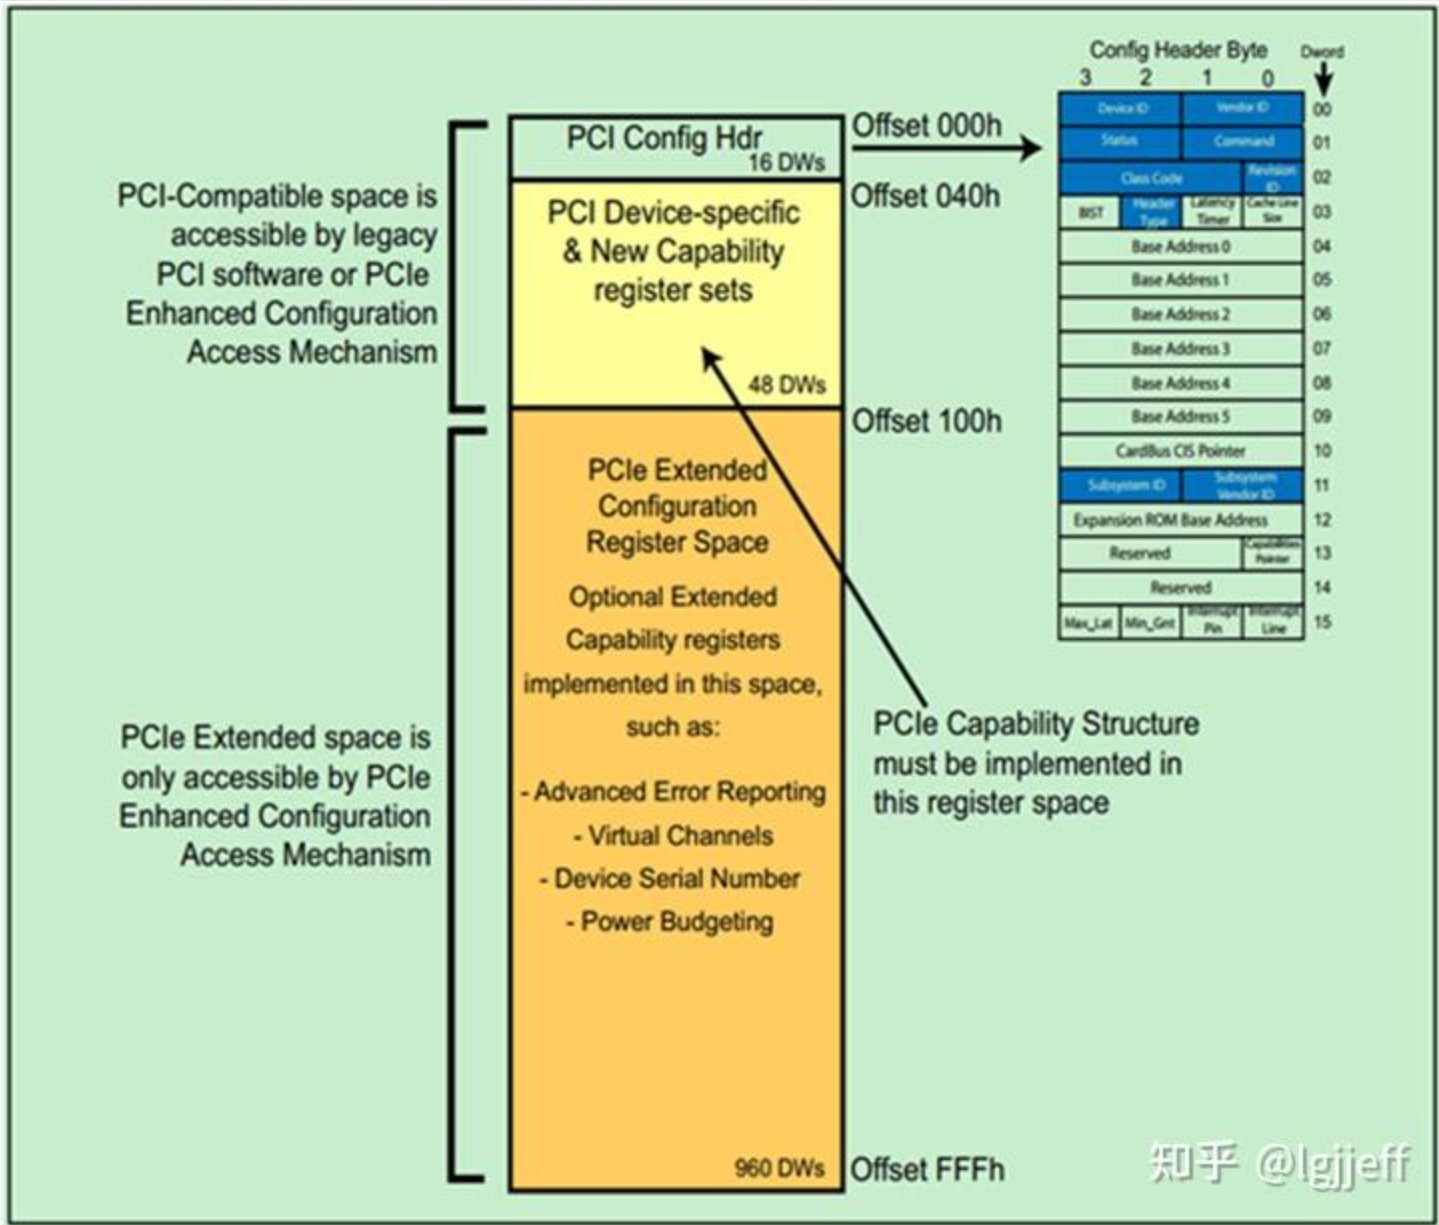 Config Header Byte
Dword
3 2 1 0
Device ID Vendor ID 00
Status Command 01
Class Code Revision ID 02
BIST Header Type Latency Timer Cache Line Size 03
Base Address 0 04
Base Address 1 05
Base Address 2 06
Base Address 3 07
Base Address 4 08
Base Address 5 09
CardBus CIS Pointer 10
Subsystem ID Subsystem Vendor ID 11
Expansion ROM Base Address 12
Reserved Capabilities Pointer 13
Reserved 14
Max_Lat Min_Gnt Interrupt Pin Interrupt Line 15
PCI Config Hdr
16 DWs
Offset 000h
Offset 040h
PCI-Compatible space is
accessible by legacy
PCI software or PCIe
Enhanced Configuration
Access Mechanism
PCI Device-specific
& New Capability
register sets
48 DWs
Offset 100h
PCIe Extended
Configuration
Register Space
Optional Extended
Capability registers
implemented in this space,
such as:
- Advanced Error Reporting
- Virtual Channels
- Device Serial Number
- Power Budgeting
960 DWs
Offset FFFh
PCIe Extended space is
only accessible by PCIe
Enhanced Configuration
Access Mechanism
PCIe Capability Structure
must be implemented in
this register space
知乎 @lgjjeff